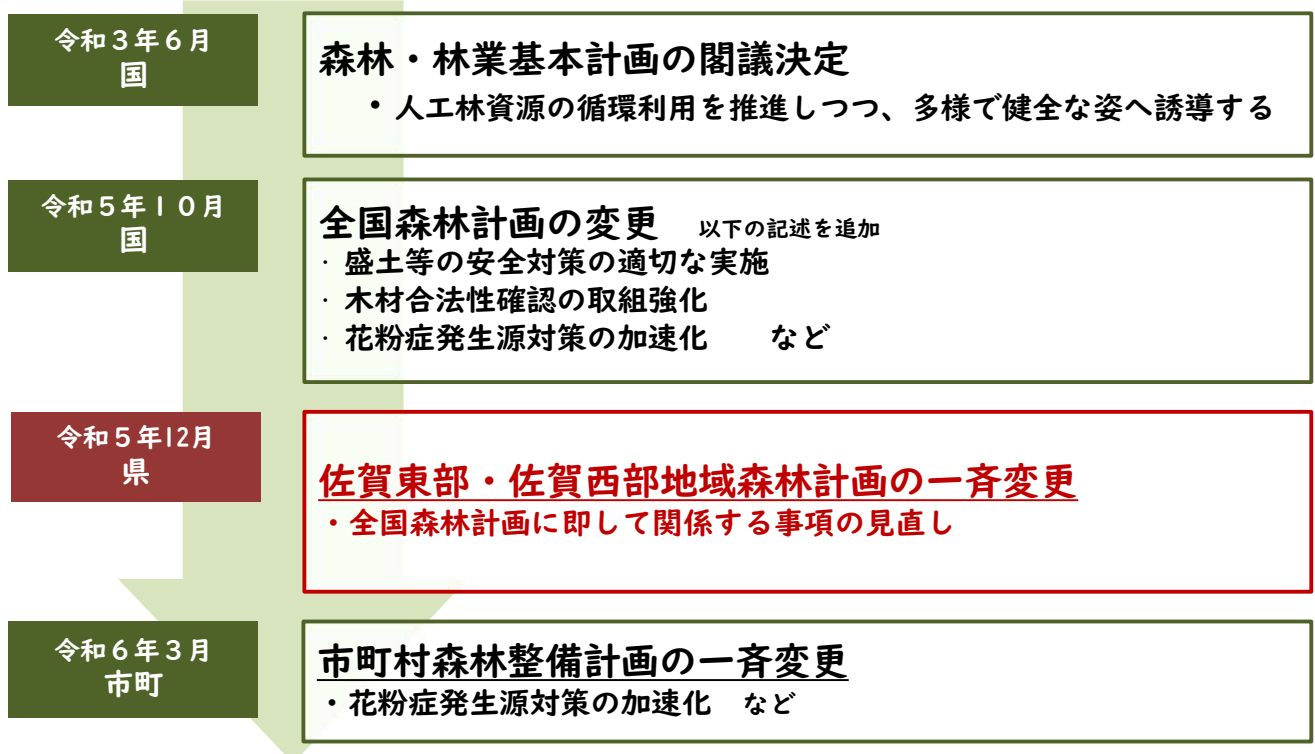 令和３年６月
国
森林・林業基本計画の閣議決定
・人工林資源の循環利用を推進しつつ、多様で健全な姿へ誘導する
令和５年１０月
国
全国森林計画の変更　以下の記述を追加
・盛土等の安全対策の適切な実施
・木材合法性確認の取組強化
・花粉症発生源対策の加速化　　など
令和５年12月
県
佐賀東部・佐賀西部地域森林計画の一斉変更
・全国森林計画に即して関係する事項の見直し
令和６年３月
市町
市町村森林整備計画の一斉変更
・花粉症発生源対策の加速化　など